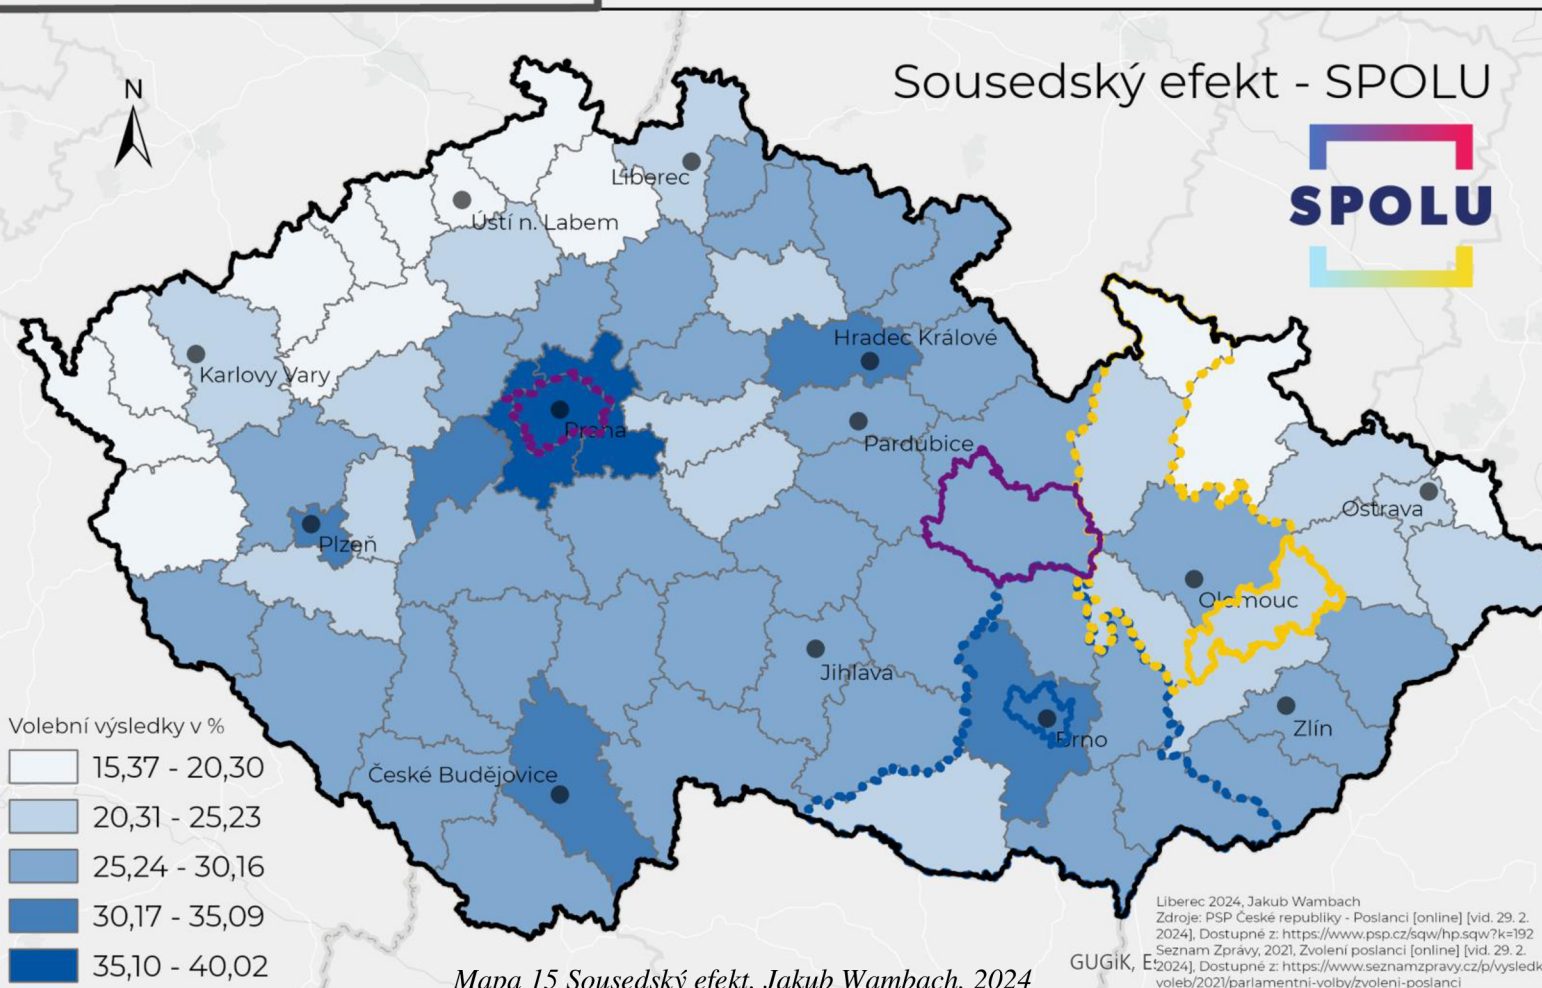 Sousedský efekt - SPOLU
N
SPOLU
Liberec
Ústí n. Labem
Hradec Králové
Karlovy Vary
Praha
Pardubice
Ostrava
Plzeň
Olomouc
Jihlava
Zlín
Brno
České Budějovice
Volební výsledky v %
15,37 - 20,30
20,31 - 25,23
25,24 - 30,16
30,17 - 35,09
35,10 - 40,02
Liberec 2024, Jakub Wambach
Zdroje: PSP České republiky - Poslanci [online] [vid. 29. 2.
2024], Dostupné z: https://www.psp.cz/sqw/hp.sqw?k=192
Seznam Zprávy, 2021, Zvolení poslanci [online] [vid. 29. 2.
2024], Dostupné z: https://www.seznamzpravy.cz/p/vysledk
voleb/2021/parlamentni-volby/zvoleni-poslanci
GUGiK,
Mapa 15 Sousedský efekt, Jakub Wambach, 2024